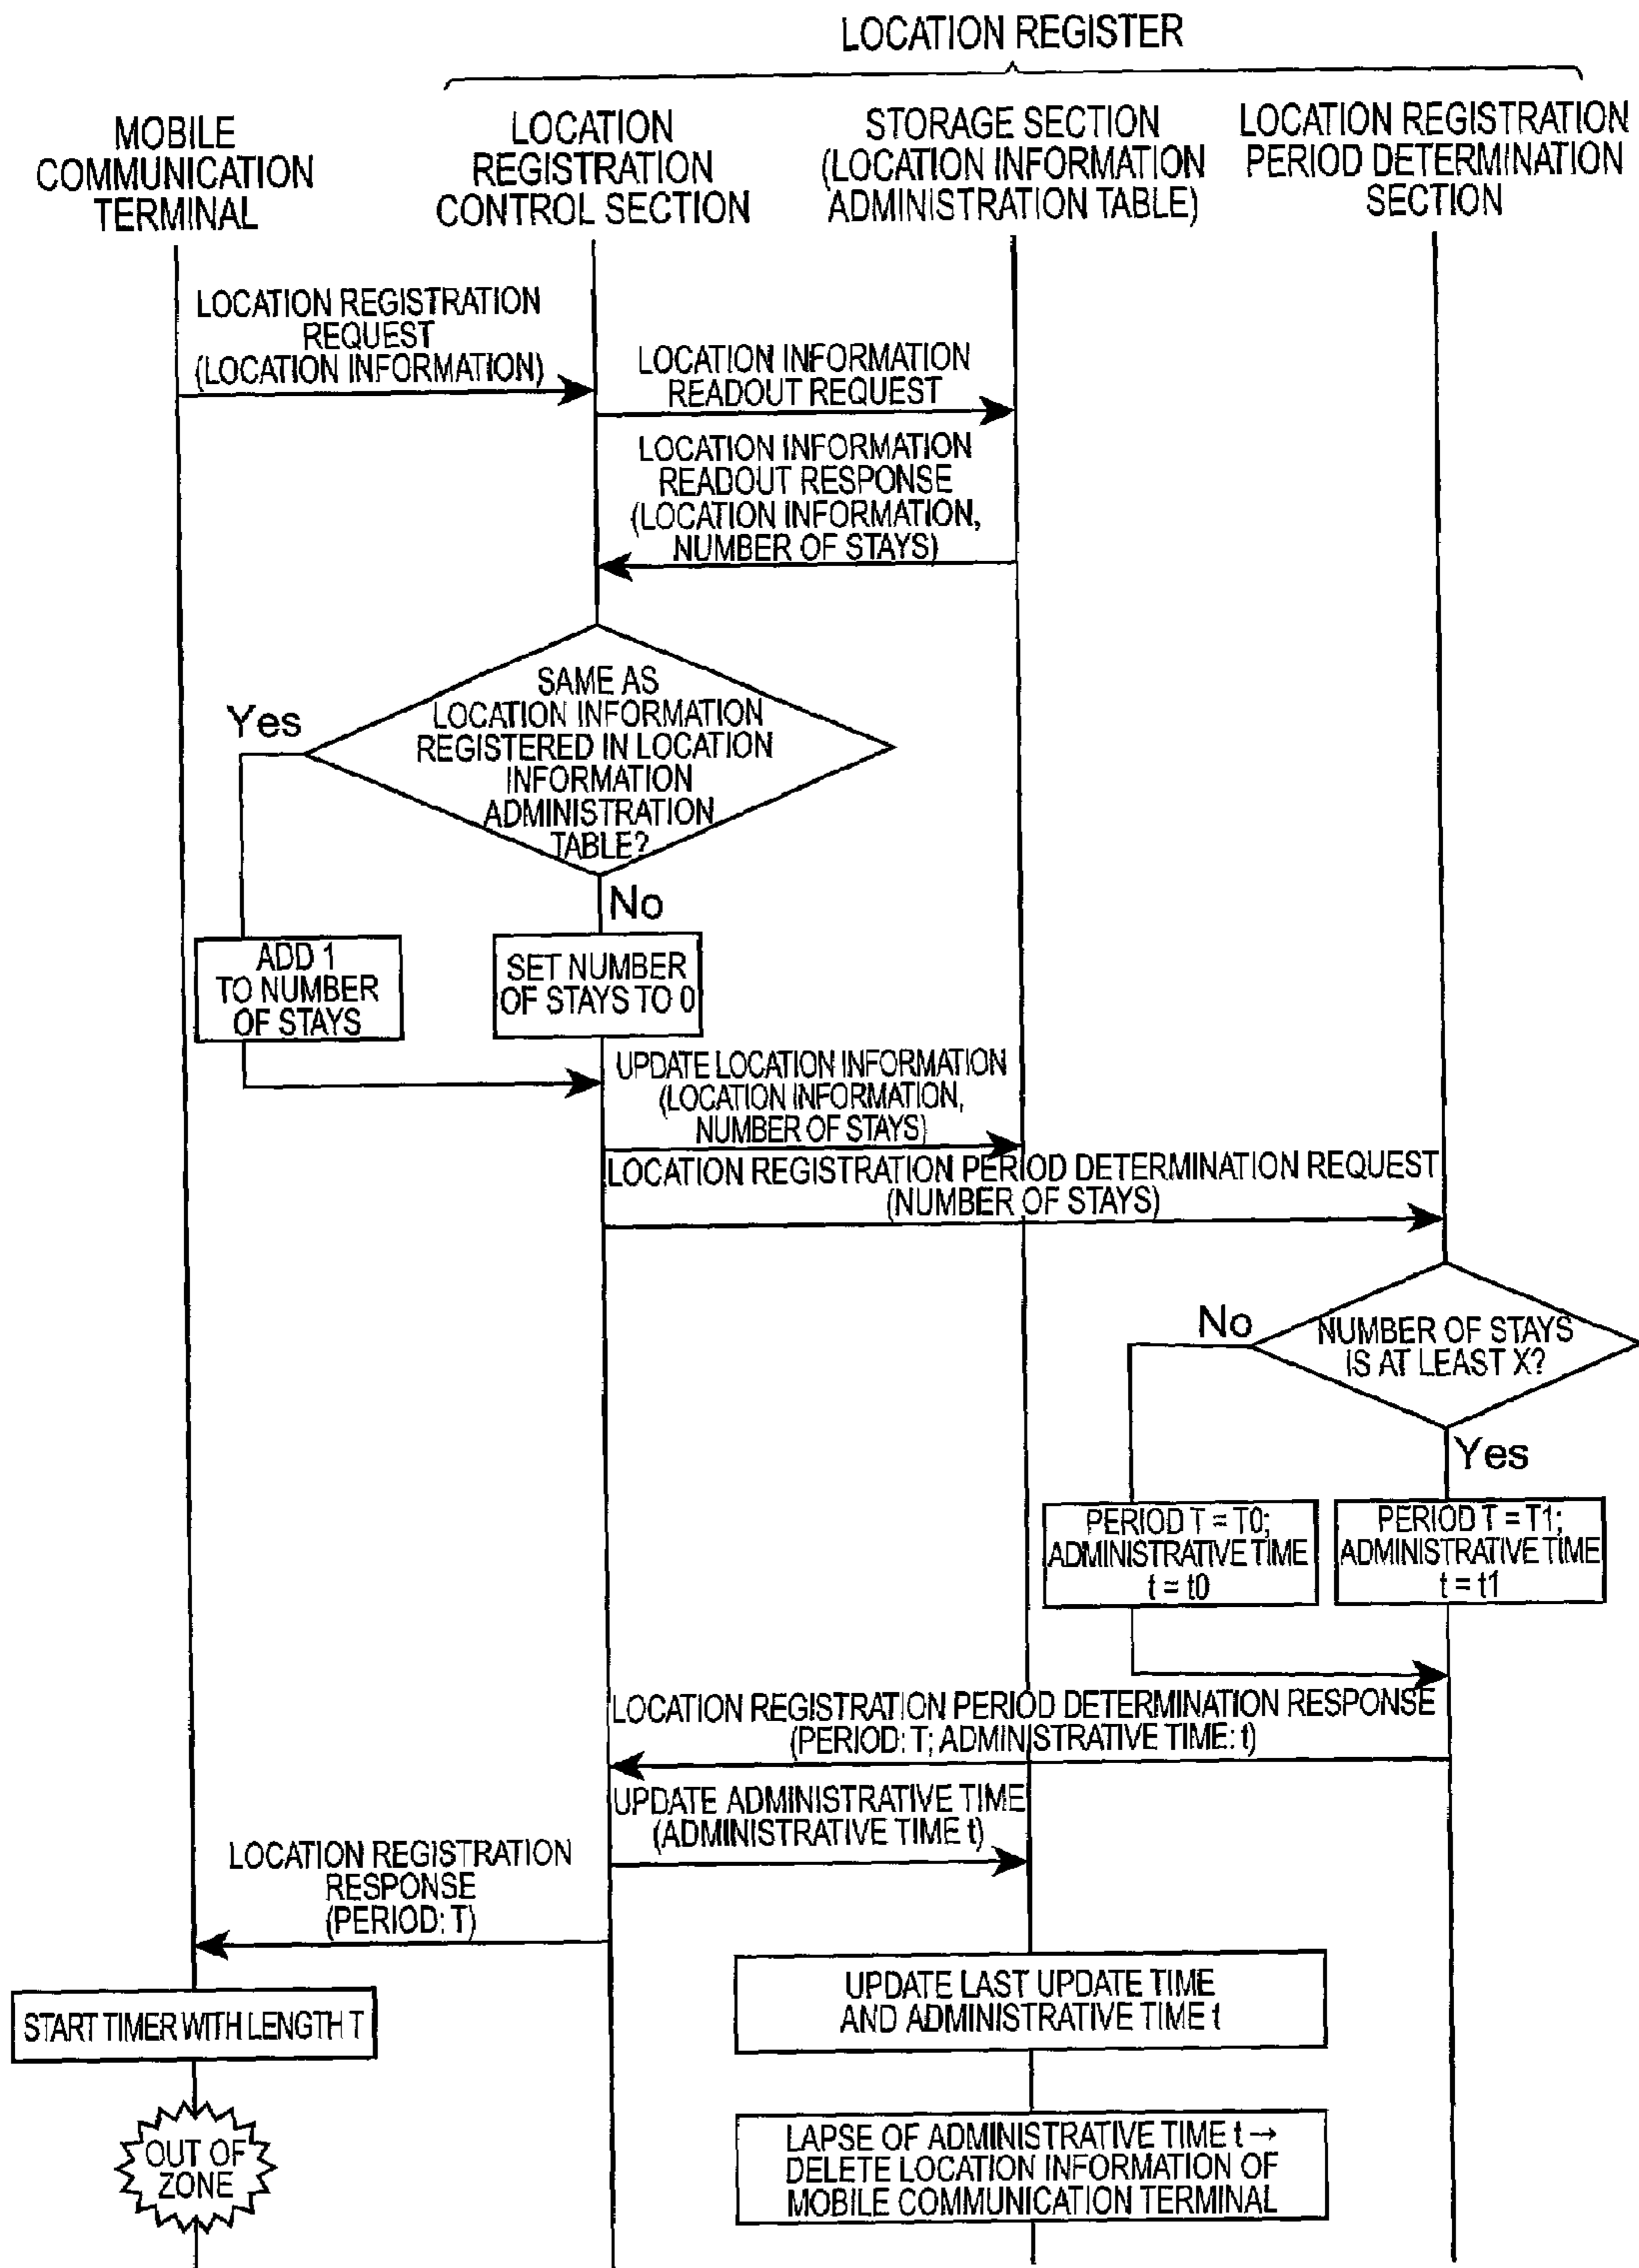 LOCATION REGISTER
MOBILE
COMMUNICATION
TERMINAL
LOCATION
REGISTRATION
CONTROL SECTION
STORAGE SECTION
(LOCATION INFORMATION
ADMINISTRATION TABLE)
LOCATION REGISTRATION
PERIOD DETERMINATION
SECTION
LOCATION REGISTRATION
REQUEST
(LOCATION INFORMATION)
LOCATION INFORMATION
READOUT REQUEST
LOCATION INFORMATION
READOUT RESPONSE
(LOCATION INFORMATION,
NUMBER OF STAYS)
SAME AS
LOCATION INFORMATION
REGISTERED IN LOCATION
INFORMATION
ADMINISTRATION
TABLE?
Yes
No
ADD 1
TO NUMBER
OF STAYS
SET NUMBER
OF STAYS TO 0
UPDATE LOCATION INFORMATION
(LOCATION INFORMATION,
NUMBER OF STAYS)
LOCATION REGISTRATION PERIOD DETERMINATION REQUEST
(NUMBER OF STAYS)
No
NUMBER OF STAYS
IS AT LEAST X?
Yes
PERIOD T = T0;
ADMINISTRATIVE TIME
t = t0
PERIOD T = T1;
ADMINISTRATIVE TIME
t = t1
LOCATION REGISTRATION PERIOD DETERMINATION RESPONSE
(PERIOD: T; ADMINISTRATIVE TIME: t)
UPDATE ADMINISTRATIVE TIME
(ADMINISTRATIVE TIME t)
LOCATION REGISTRATION
RESPONSE
(PERIOD: T)
START TIMER WITH LENGTH T
UPDATE LAST UPDATE TIME
AND ADMINISTRATIVE TIME t
OUT OF
ZONE
LAPSE OF ADMINISTRATIVE TIME t →
DELETE LOCATION INFORMATION OF
MOBILE COMMUNICATION TERMINAL